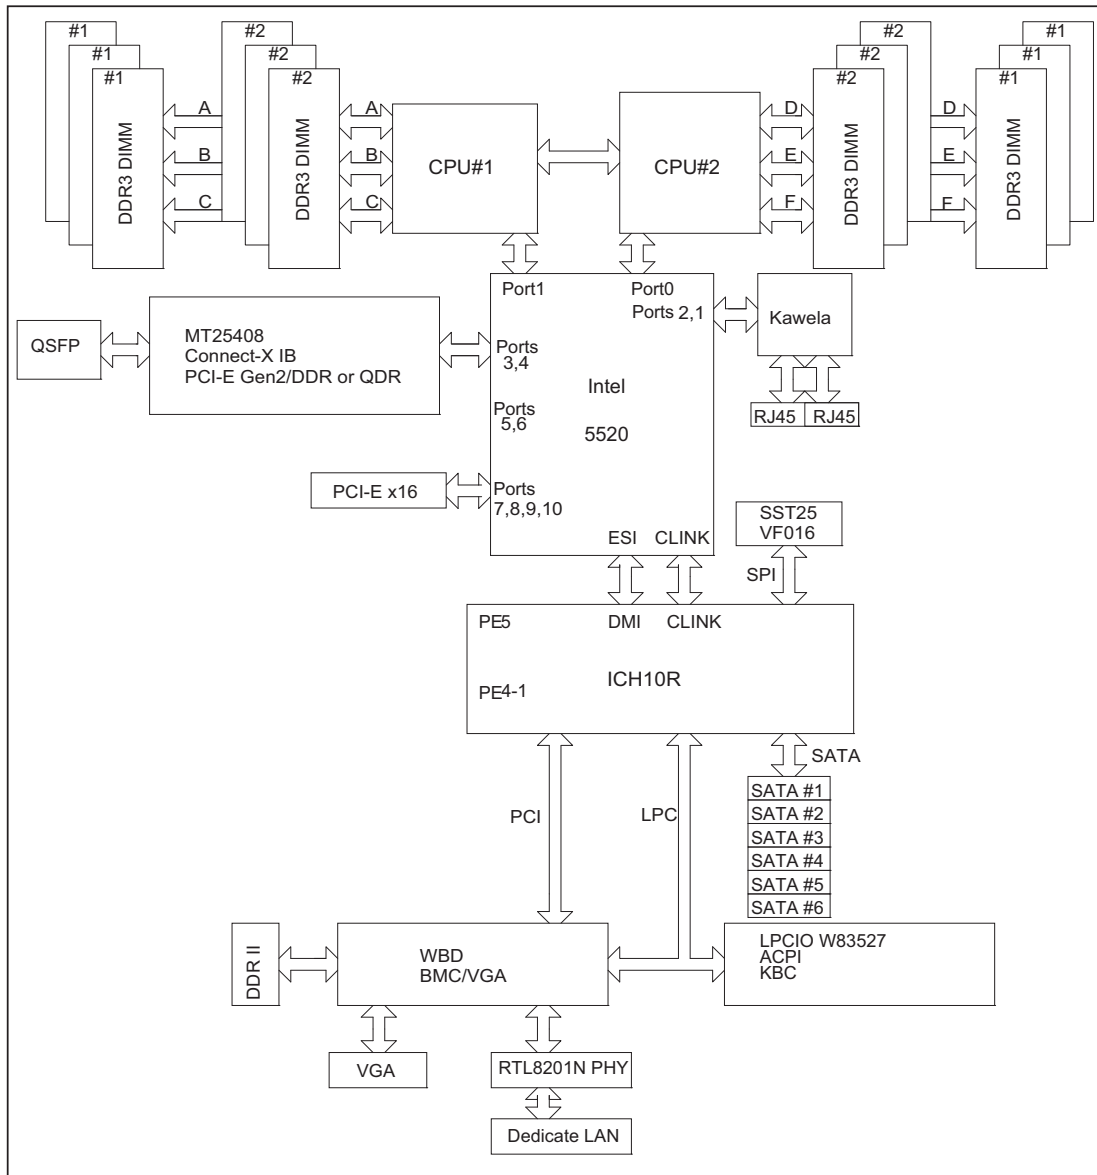 #1
#1
#1
DDR3 DIMM
A
B
C
#2
#2
#2
DDR3 DIMM
A
B
C
CPU#1
CPU#2
D
E
F
#2
#2
#2
DDR3 DIMM
D
E
F
#1
#1
#1
DDR3 DIMM
Port1
Port0
Ports 2,1
Kawela
RJ45
RJ45
QSFP
MT25408
Connect-X IB
PCI-E Gen2/DDR or QDR
Ports
3,4
Intel
5520
Ports
5,6
PCI-E x16
Ports
7,8,9,10
ESI
CLINK
SST25
VF016
SPI
PE5
DMI
CLINK
ICH10R
PE4-1
SATA
PCI
LPC
SATA #1
SATA #2
SATA #3
SATA #4
SATA #5
SATA #6
DDR II
WBD
BMC/VGA
LPCIO W83527
ACPI
KBC
VGA
RTL8201N PHY
Dedicate LAN